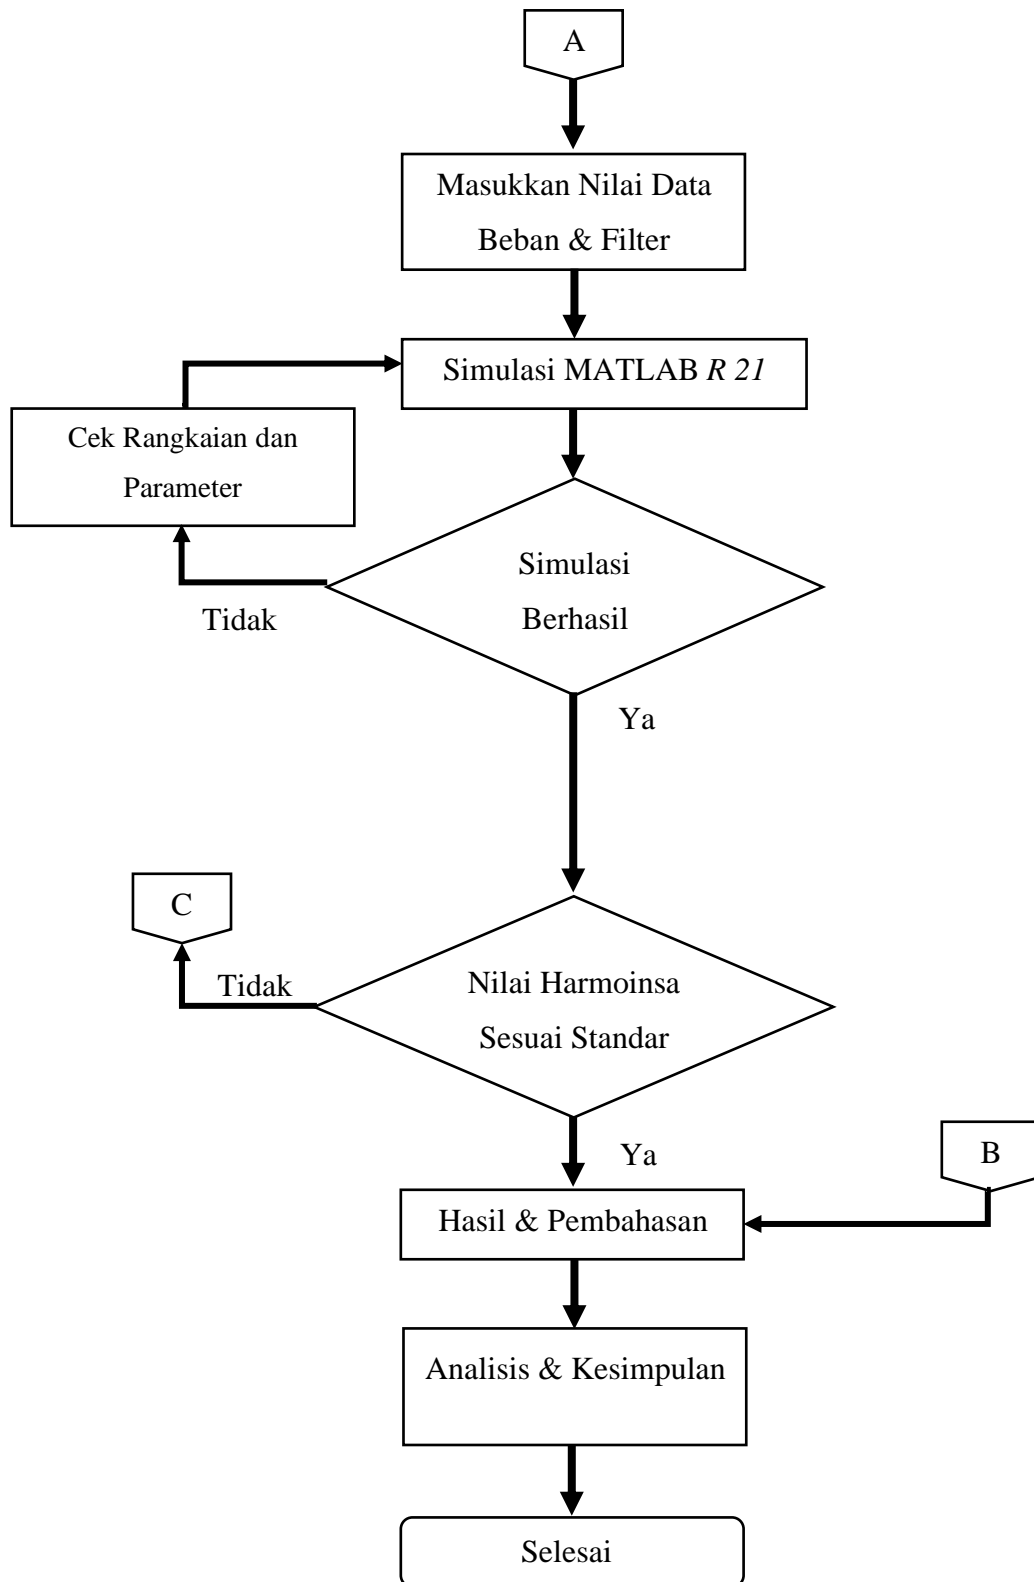 A
Masukkan Nilai Data
Beban & Filter
Simulasi MATLAB R 21
Cek Rangkaian dan
Parameter
Simulasi
Berhasil
Tidak
Ya
C
Tidak
Nilai Harmoinsa
Sesuai Standar
Ya
B
Hasil & Pembahasan
Analisis & Kesimpulan
Selesai